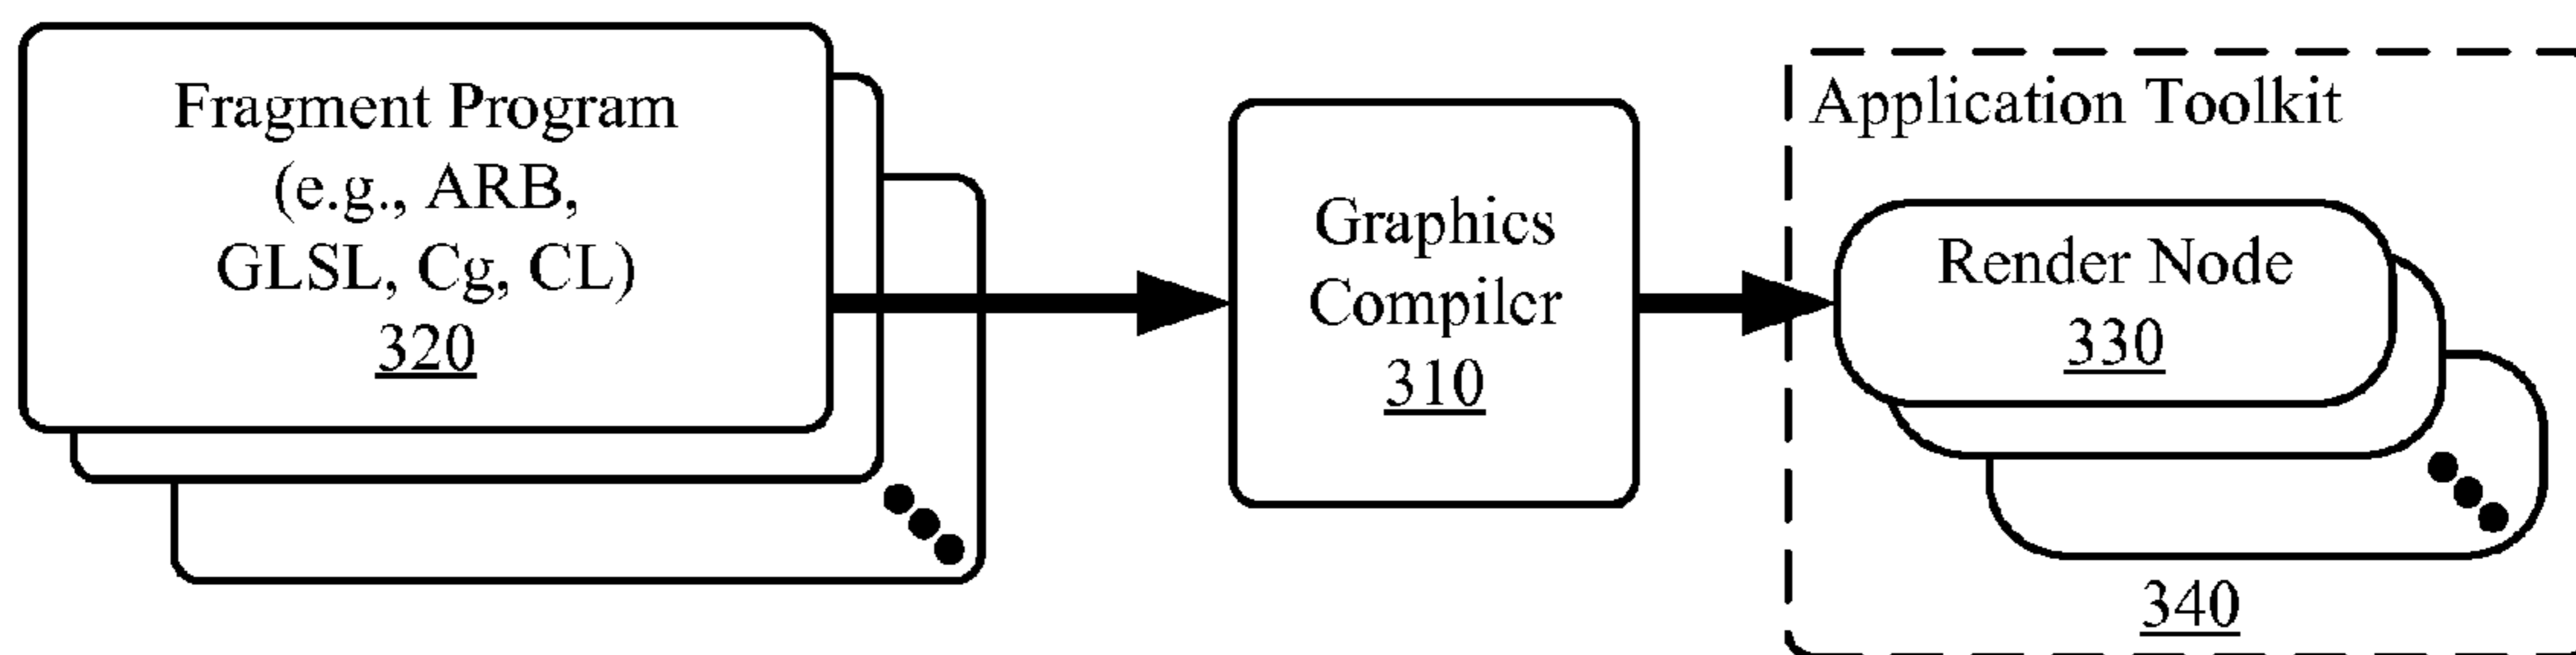 Fragment Program
(e.g., ARB,
GLSL, Cg, CL)
320
Graphics
Compiler
310
Application Toolkit
Render Node
330
340